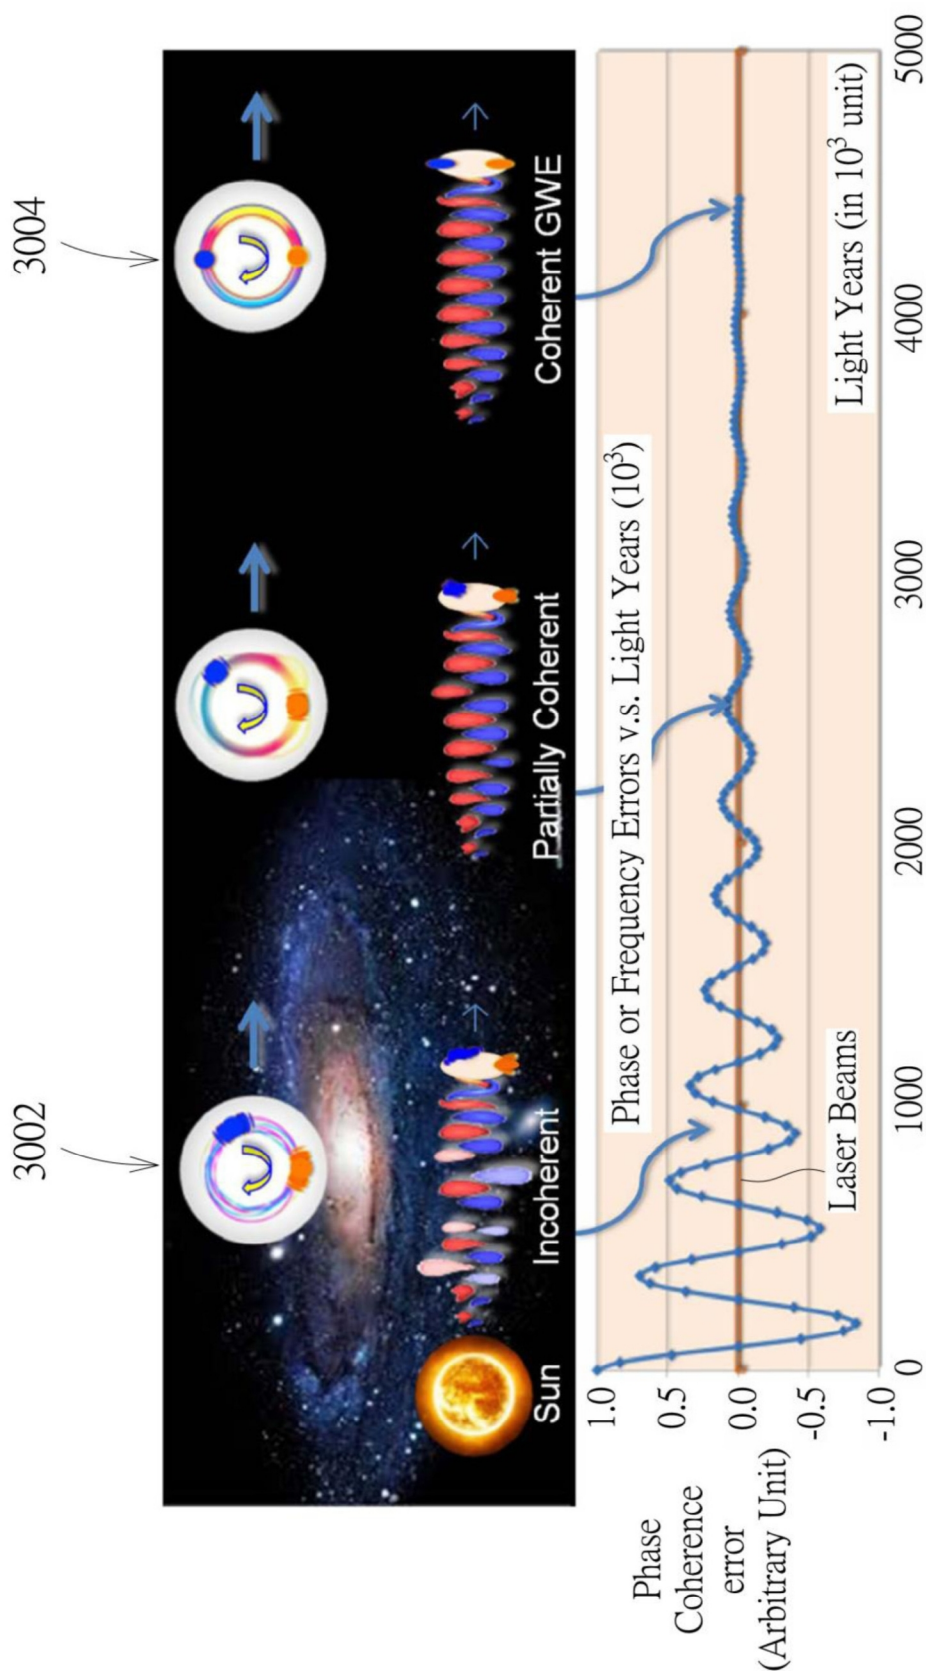 3002
3004
Sun
Incoherent
Partially Coherent
Coherent GWE
Phase or Frequency Errors v.s. Light Years (10³)
Phase
Coherence
error
(Arbitrary Unit)
1.0
0.5
0.0
-0.5
-1.0
Laser Beams
Light Years (in 10³ unit)
0
1000
2000
3000
4000
5000